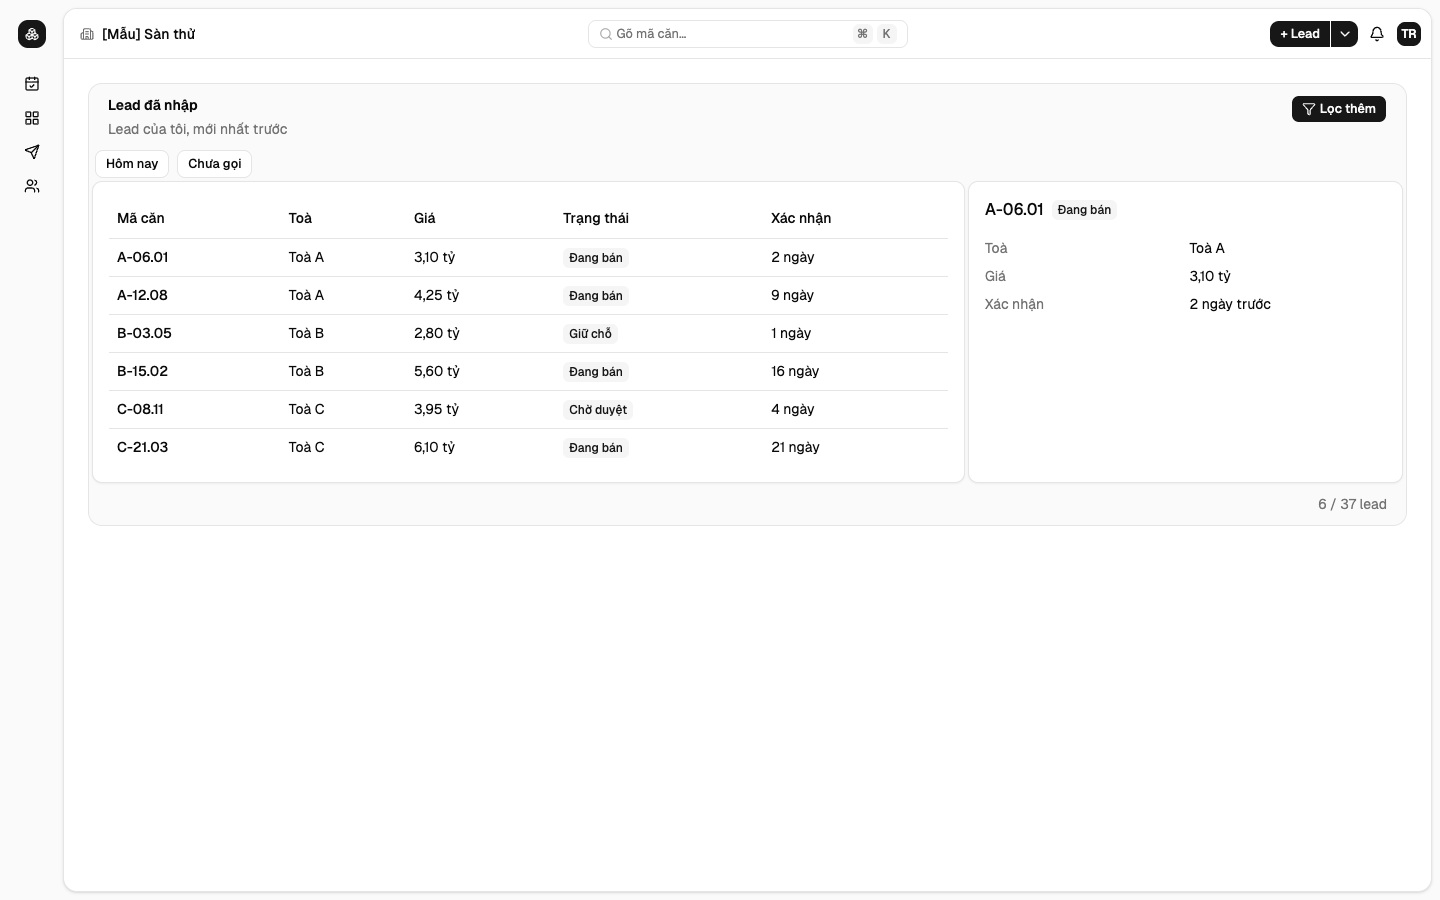 [Mẫu] Sàn thử
Gõ mã căn... ⌘ K
+ Lead
TR
Lead đã nhập
Lead của tôi, mới nhất trước
Lọc thêm
Hôm nay Chưa gọi
Mã căn Toà Giá Trạng thái Xác nhận
A-06.01 Toà A 3,10 tỷ Đang bán 2 ngày
A-12.08 Toà A 4,25 tỷ Đang bán 9 ngày
B-03.05 Toà B 2,80 tỷ Giữ chỗ 1 ngày
B-15.02 Toà B 5,60 tỷ Đang bán 16 ngày
C-08.11 Toà C 3,95 tỷ Chờ duyệt 4 ngày
C-21.03 Toà C 6,10 tỷ Đang bán 21 ngày
A-06.01 Đang bán
Toà Toà A
Giá 3,10 tỷ
Xác nhận 2 ngày trước
6 / 37 lead